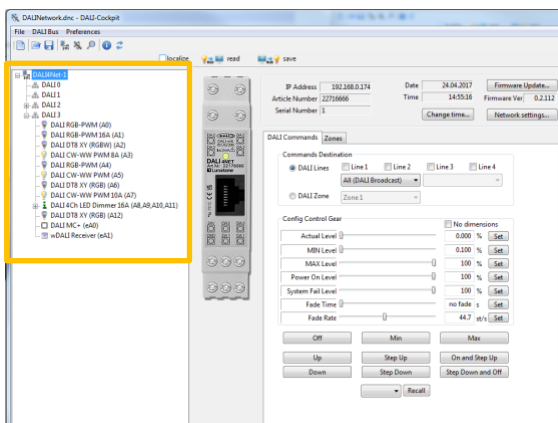 DALINetwork.dnc - DALI-Cockpit
File DALI Bus Preferences
localize read save
DALI4Net-1
DALI 0
DALI 1
DALI 2
DALI 3
DALI RGB-PWM (A0)
DALI RGB-PWM 16A (A1)
DALI DT8 XY (RGBW) (A2)
DALI CW-WW PWM 8A (A3)
DALI RGB-PWM (A4)
DALI CW-WW PWM (A5)
DALI DT8 XY (RGB) (A6)
DALI CW-WW PWM 10A (A7)
DALI 4Ch LED Dimmer 16A (A8,A9,A10,A11)
DALI DT8 XY (RGB) (A12)
DALI MC+ (eA0)
wDALI Receiver (eA1)
DALI 4NET
Lunatone
IP Address 192.168.0.174
Article Number 22716666
Serial Number 1
Date 24.04.2017
Time 14:55:16
Change time...
Firmware Update...
Firmware Ver 0.2.112
Network settings...
DALI Commands Zones
Commands Destination
DALI Lines Line 1 Line 2 Line 3 Line 4
All (DALI Broadcast)
DALI Zone Zone 1
Config Control Gear
No dimensions
Actual Level 0.000 % Set
MIN Level 0.100 % Set
MAX Level 100 % Set
Power On Level 100 % Set
System Fail Level 100 % Set
Fade Time no fade s Set
Fade Rate 44.7 st/s Set
Off Min Max
Up Step Up On and Step Up
Down Step Down Step Down and Off
Recall